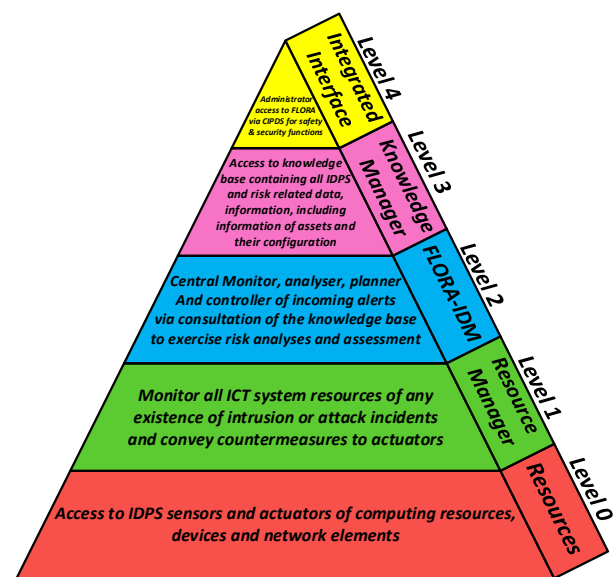 Level 4
Integrated
Interface
Administrator
access to FLORA
via CIPDS for safety
& security functions
Level 3
Knowledge
Manager
Access to knowledge
base containing all IDPS
and risk related data,
information, including
information of assets and
their configuration
Level 2
FLORA-IDM
Central Monitor, analyser, planner
And controller of incoming alerts
via consultation of the knowledge base
to exercise risk analyses and assessment
Level 1
Resource
Manager
Monitor all ICT system resources of any
existence of intrusion or attack incidents
and convey countermeasures to actuators
Level 0
Resources
Access to IDPS sensors and actuators of computing resources,
devices and network elements